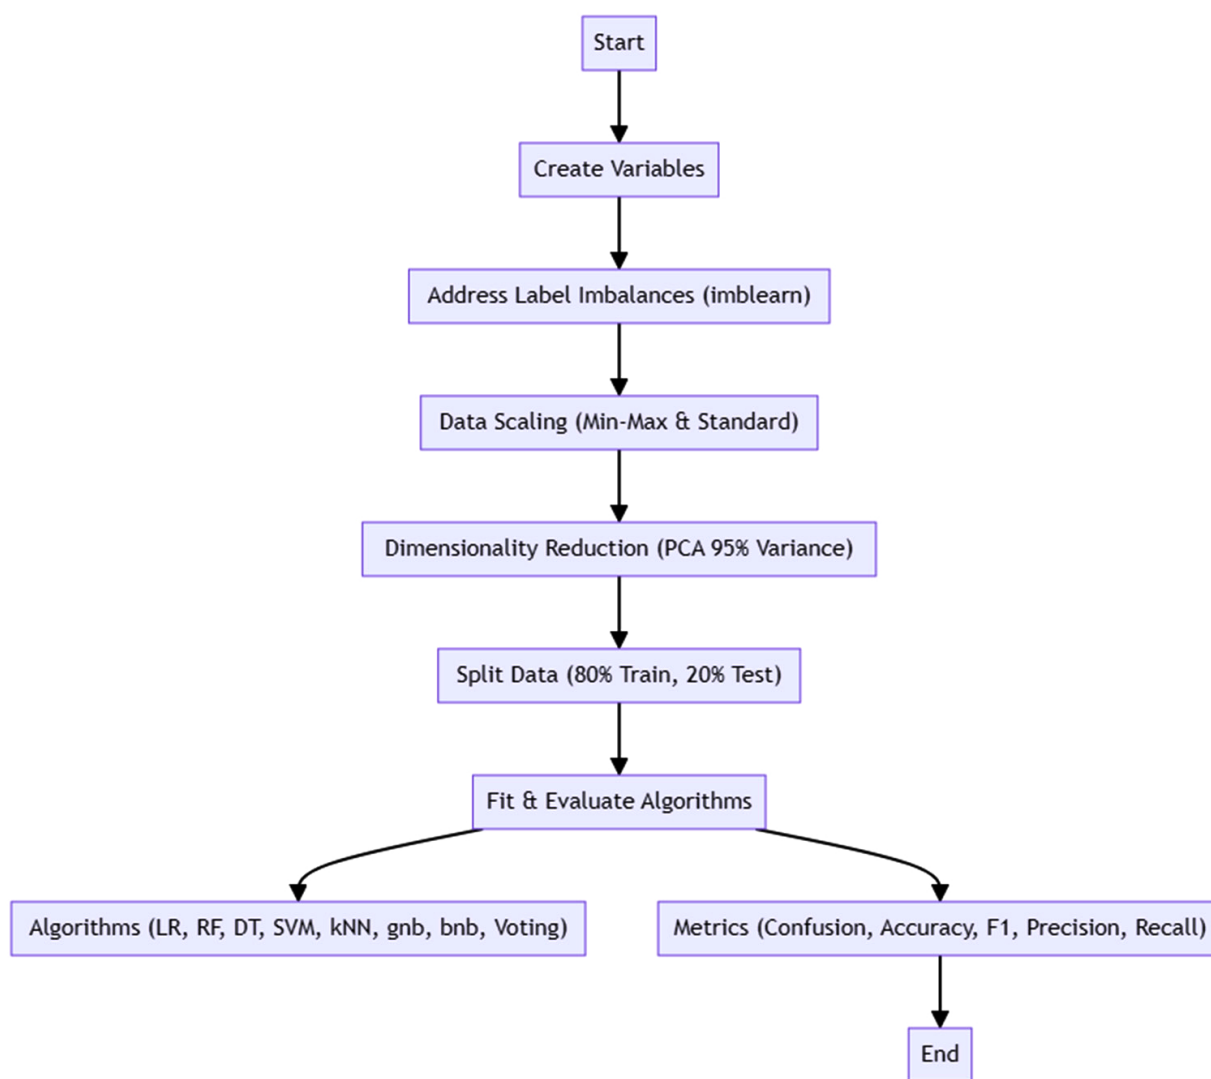 Start
Create Variables
Address Label Imbalances (imblearn)
Data Scaling (Min-Max & Standard)
Dimensionality Reduction (PCA 95% Variance)
Split Data (80% Train, 20% Test)
Fit & Evaluate Algorithms
Algorithms (LR, RF, DT, SVM, kNN, gnb, bnb, Voting)
Metrics (Confusion, Accuracy, F1, Precision, Recall)
End